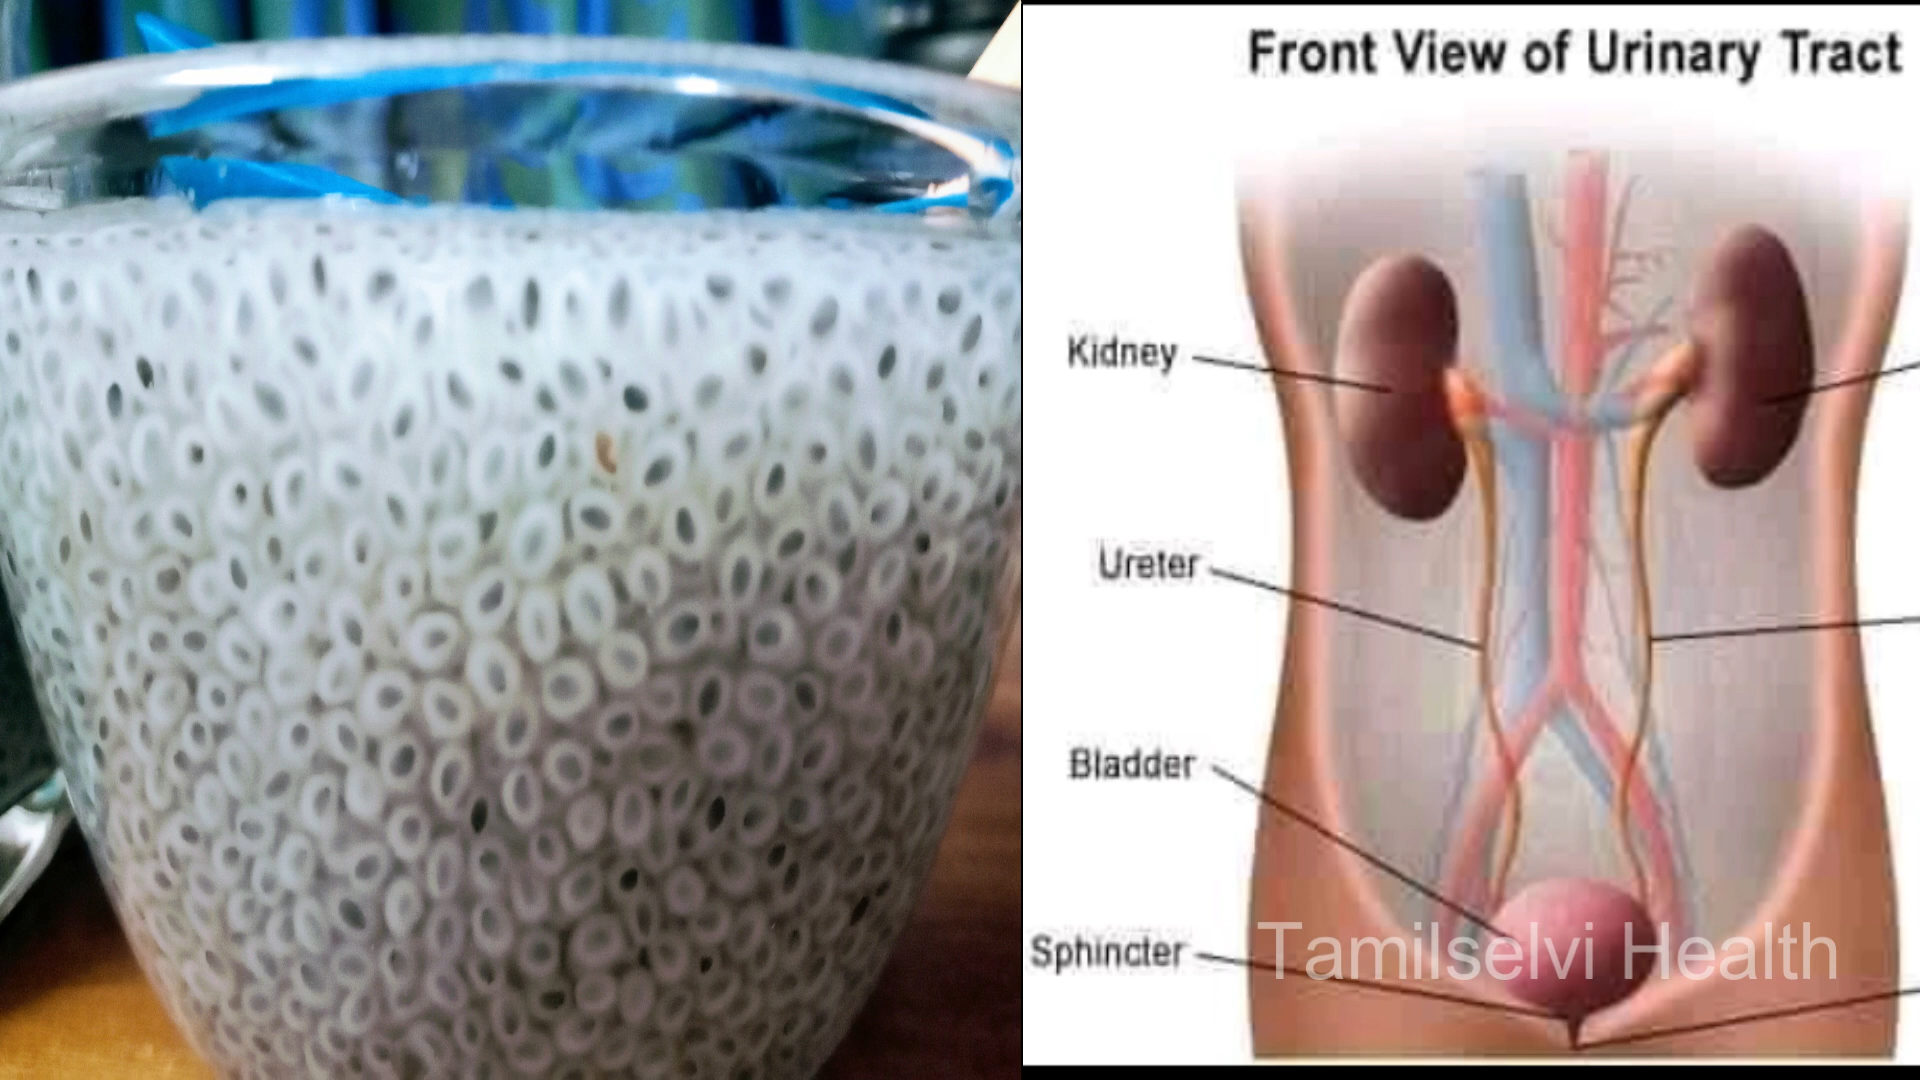 Front View of Urinary Tract
Kidney
Ureter
Bladder
Sphincter
Tamilselvi Health